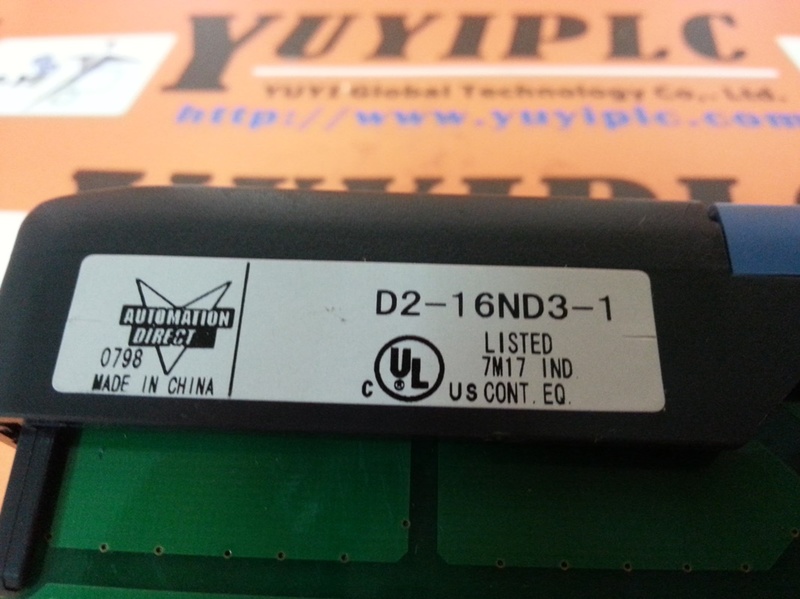 YUYIPLC
YUYI Global Technology Co., Ltd.
http://www.yuyiplc.com
YUYIPLC
AUTOMATION
DIRECT
0798
MADE IN CHINA
D2-16ND3-1
C UL ® US
LISTED
7M17 IND.
CONT. EQ.